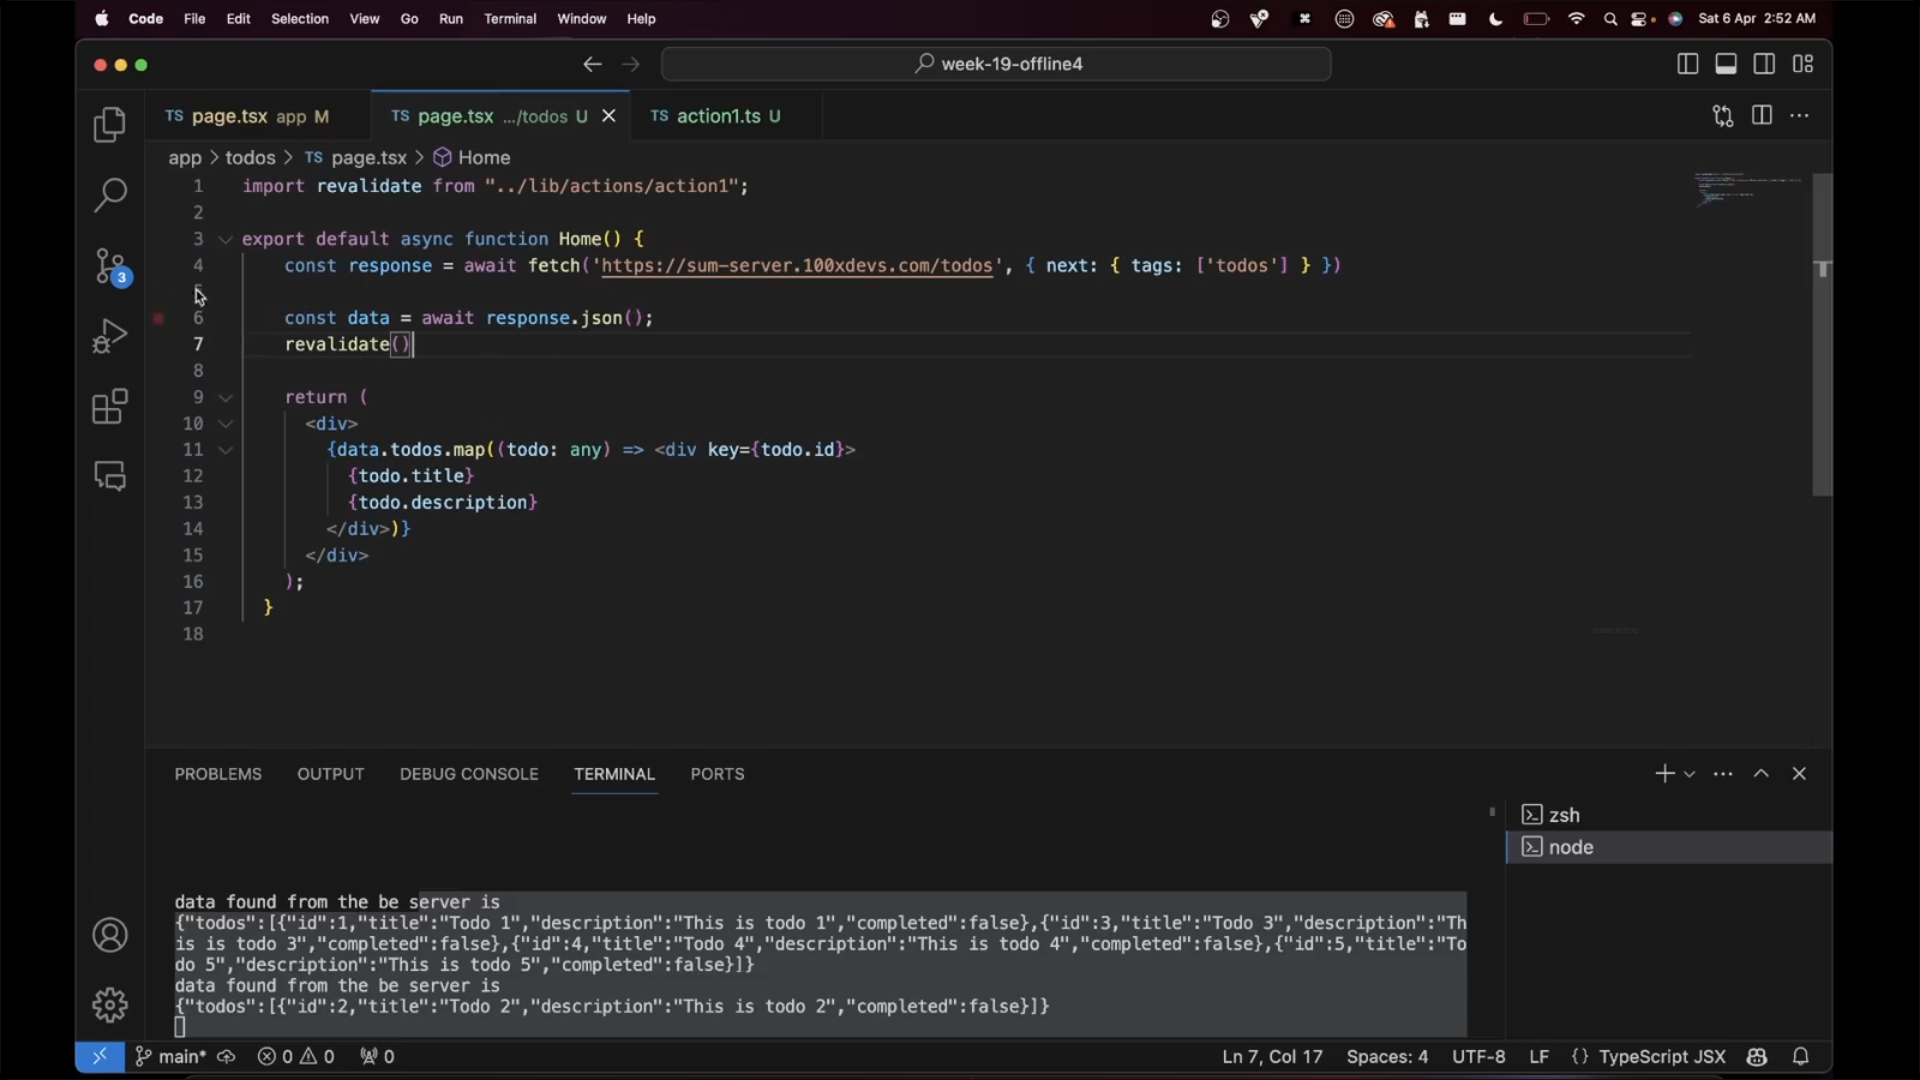 Code File Edit Selection View Go Run Terminal Window Help Sat 6 Apr 2:52 AM
week-19-offline4
TS page.tsx app M TS page.tsx .../todos U TS action1.ts U
app > todos > TS page.tsx > Home
1 import revalidate from "../lib/actions/action1";
2
3 export default async function Home() {
4 const response = await fetch('https://sum-server.100xdevs.com/todos', { next: { tags: ['todos'] } })
3
6 const data = await response.json();
7 revalidate()
8
9 return (
10 <div>
11 {data.todos.map((todo: any) => <div key={todo.id}>
12 {todo.title}
13 {todo.description}
14 </div>)}
15 </div>
16 );
17 }
18
PROBLEMS OUTPUT DEBUG CONSOLE TERMINAL PORTS
zsh
node
data found from the be server is
{"todos":[{"id":1,"title":"Todo 1","description":"This is todo 1","completed":false},{"id":3,"title":"Todo 3","description":"Th
is is todo 3","completed":false},{"id":4,"title":"Todo 4","description":"This is todo 4","completed":false},{"id":5,"title":"To
do 5","description":"This is todo 5","completed":false}]}
data found from the be server is
{"todos":[{"id":2,"title":"Todo 2","description":"This is todo 2","completed":false}]}
main* 0 0 0 Ln 7, Col 17 Spaces: 4 UTF-8 LF {} TypeScript JSX